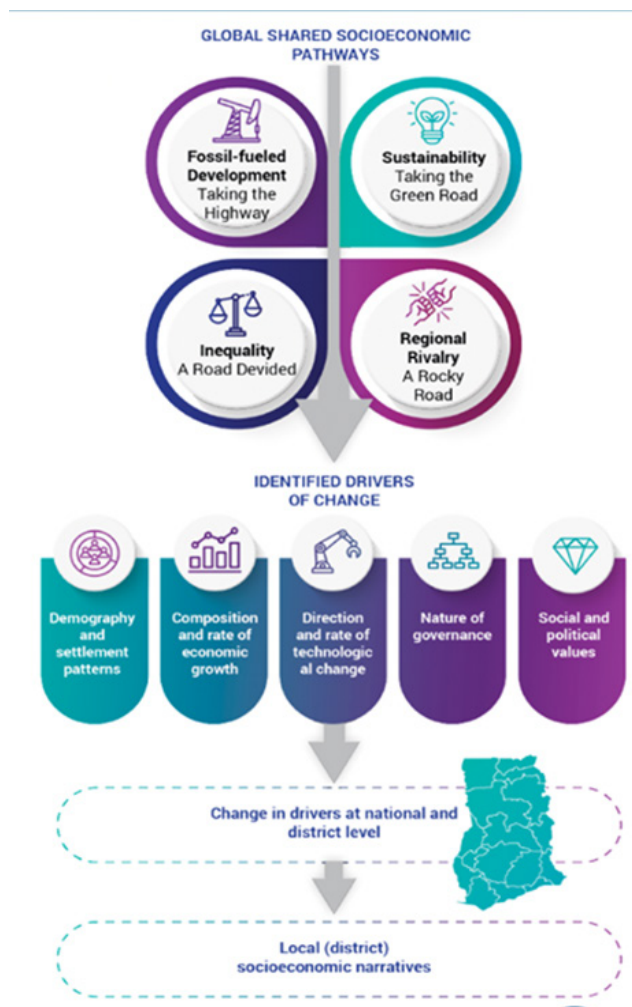 GLOBAL SHARED SOCIOECONOMIC
PATHWAYS
Fossil-fueled
Development
Taking the
Highway
Sustainability
Taking the
Green Road
Inequality
A Road Devided
Regional
Rivalry
A Rocky
Road
IDENTIFIED DRIVERS
OF CHANGE
Demography
and
settlement
patterns
Composition
and rate of
economic
growth
Direction
and rate of
technologic
al change
Nature of
governance
Social and
political
values
Change in drivers at national and
district level
Local (district)
socioeconomic narratives